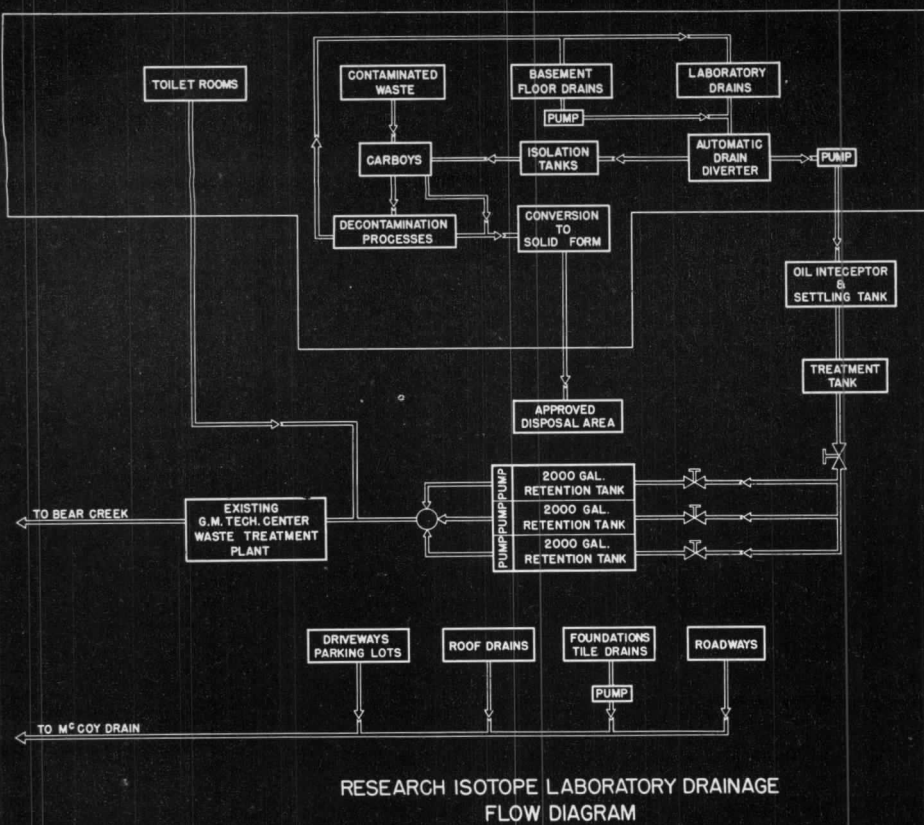 TOILET ROOMS
CONTAMINATED
WASTE
BASEMENT
FLOOR DRAINS
LABORATORY
DRAINS
PUMP
CARBOYS
ISOLATION
TANKS
AUTOMATIC
DRAIN
DIVERTER
PUMP
DECONTAMINATION
PROCESSES
CONVERSION
TO
SOLID FORM
OIL INTECEPTOR
&
SETTLING TANK
TREATMENT
TANK
APPROVED
DISPOSAL AREA
PUMP
2000 GAL.
RETENTION TANK
PUMP
2000 GAL.
RETENTION TANK
PUMP
2000 GAL.
RETENTION TANK
TO BEAR CREEK
EXISTING
G.M. TECH. CENTER
WASTE TREATMENT
PLANT
DRIVEWAYS
PARKING LOTS
ROOF DRAINS
FOUNDATIONS
TILE DRAINS
ROADWAYS
PUMP
TO McCOY DRAIN
RESEARCH ISOTOPE LABORATORY DRAINAGE
FLOW DIAGRAM